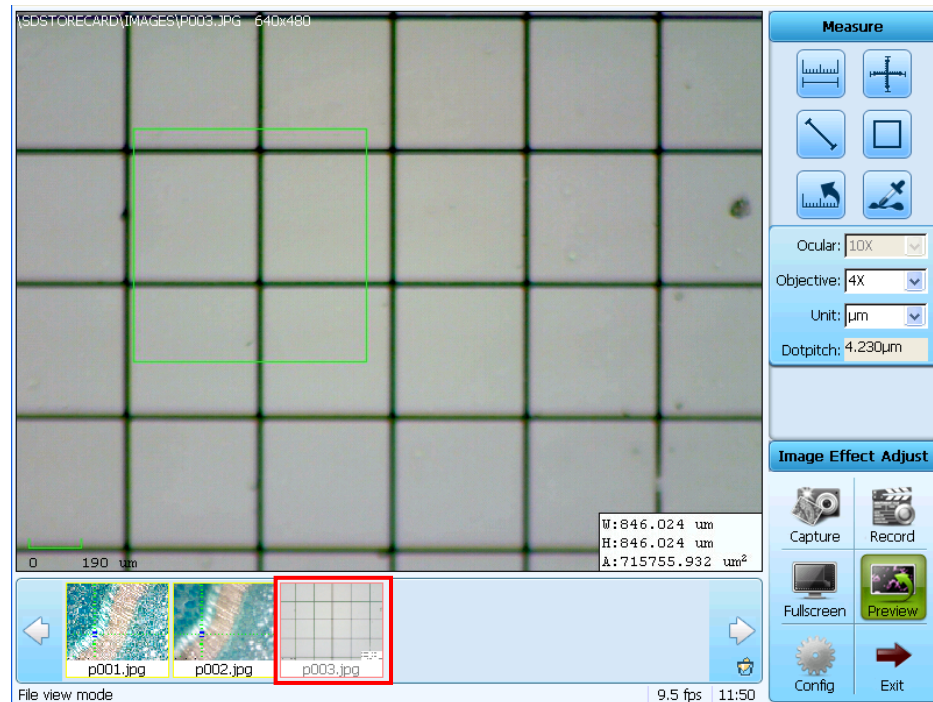 \SDSTORECARD\IMAGES\P003.JPG 640x480
W:846.024 um
H:846.024 um
A:715755.932 um²
0 190 um
p001.jpg
p002.jpg
p003.jpg
File view mode
9.5 fps
11:50
Measure
Ocular: 10X
Objective: 4X
Unit: µm
Dotpitch: 4.230µm
Image Effect Adjust
Capture
Record
Fullscreen
Preview
Config
Exit